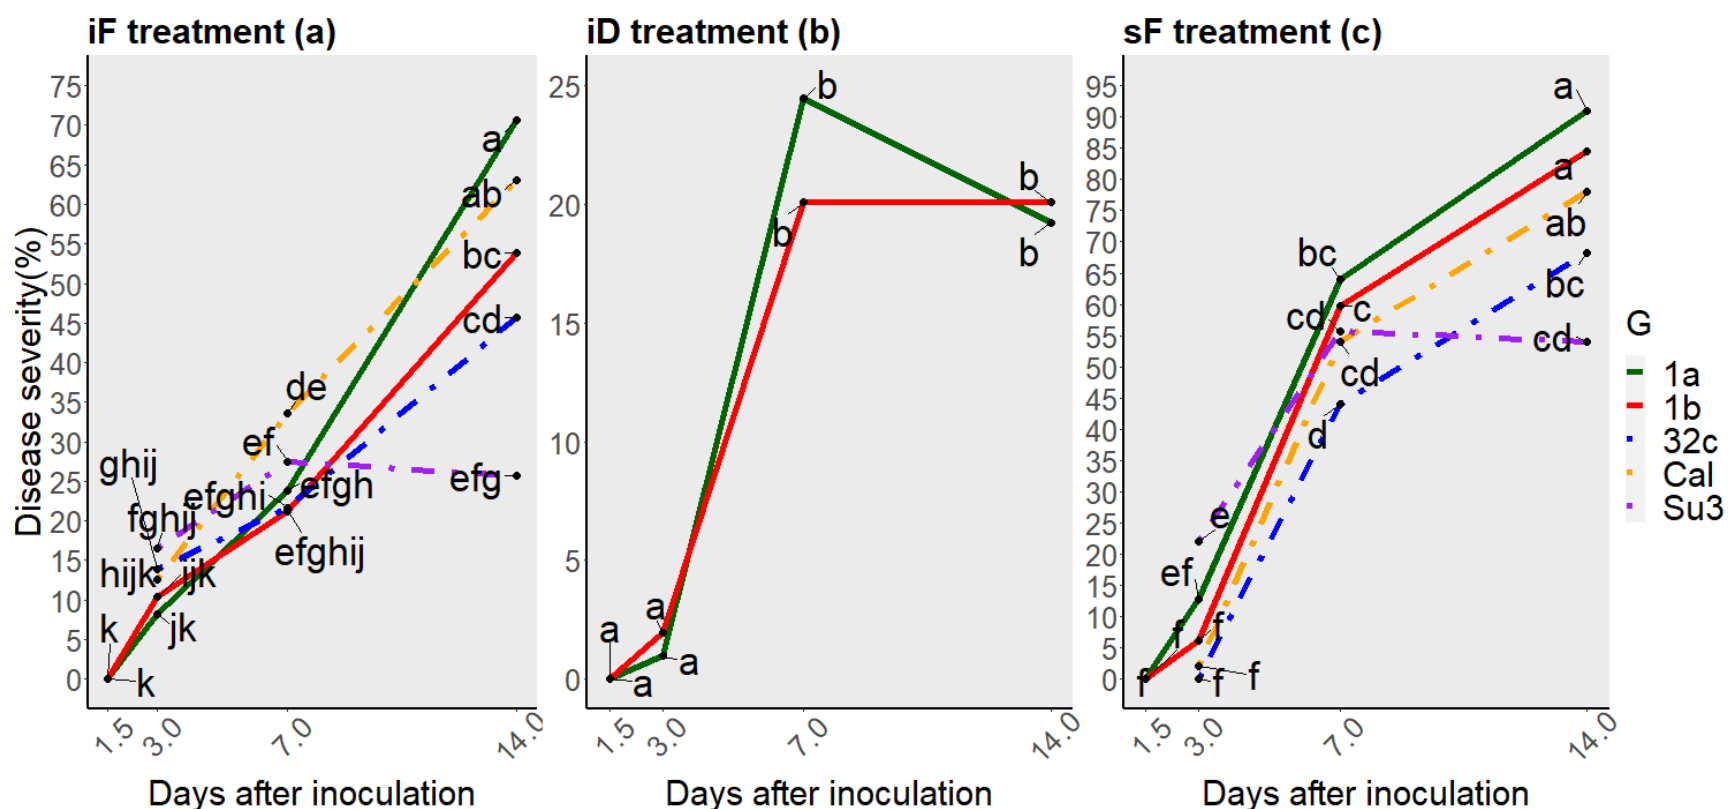 iF treatment (a)
75
70
65
60
55
50
45
40
35
30
25
20
15
10
5
0
Disease severity(%)
a
ab
bc
cd
de
ef
efg
ghij
efghi
efgh
fghij
efghij
hijk
ijk
k
jk
k
1.5
3.0
7.0
14.0
Days after inoculation
iD treatment (b)
25
20
15
10
5
0
b
b
b
b
a
a
a
a
1.5
3.0
7.0
14.0
Days after inoculation
sF treatment (c)
95
90
85
80
75
70
65
60
55
50
45
40
35
30
25
20
15
10
5
0
a
a
ab
bc
bc
cd
c
cd
cd
d
e
ef
f
f
f
f
f
1.5
3.0
7.0
14.0
Days after inoculation
G
1a
1b
32c
Cal
Su3